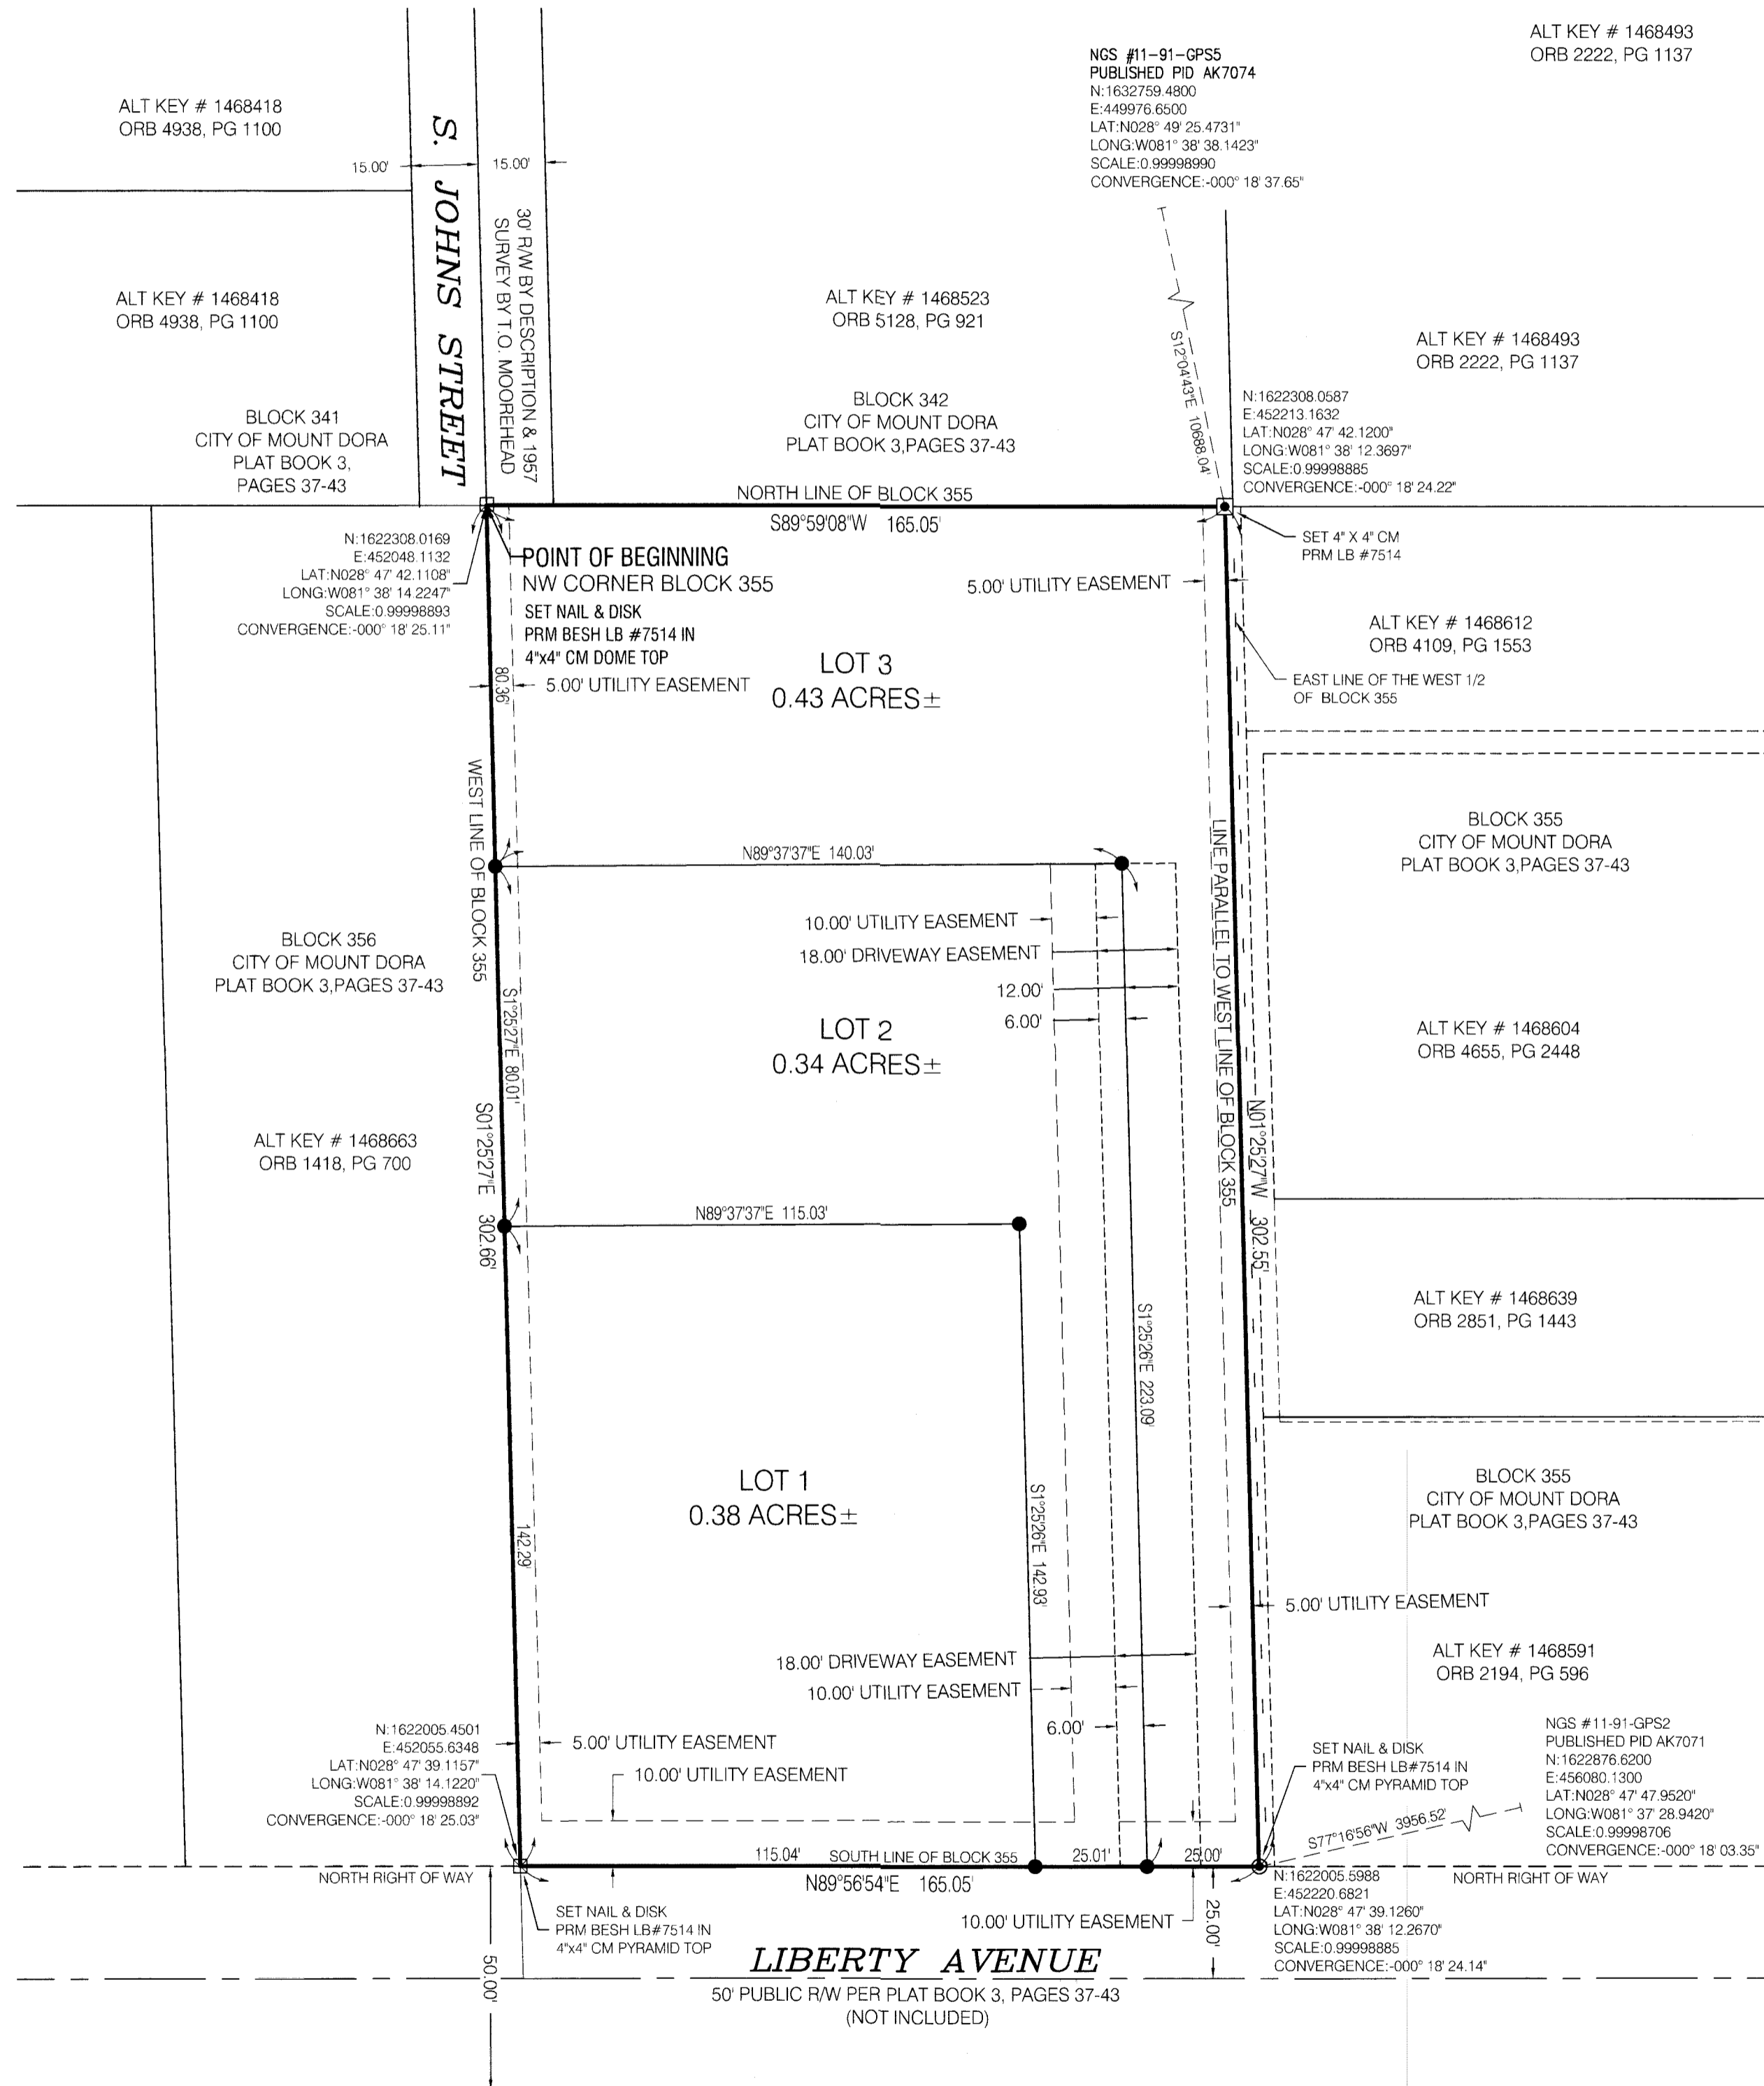 ALT KEY # 1468493
ORB 2222, PG 1137
NGS #11-91-GPS5
PUBLISHED PID AK7074
N:1632759.4800
E:449976.6500
LAT:N028° 49' 25.4731"
LONG:W081° 38' 38.1423"
SCALE:0.99998990
CONVERGENCE:-000° 18' 37.65"
ALT KEY # 1468418
ORB 4938, PG 1100
15.00'
15.00'
S. JOHNS STREET
30' R/W BY DESCRIPTION & 1957
SURVEY BY T.O. MOOREHEAD
ALT KEY # 1468418
ORB 4938, PG 1100
ALT KEY # 1468523
ORB 5128, PG 921
S12°04'43"E 10688.04'
ALT KEY # 1468493
ORB 2222, PG 1137
BLOCK 341
CITY OF MOUNT DORA
PLAT BOOK 3,
PAGES 37-43
BLOCK 342
CITY OF MOUNT DORA
PLAT BOOK 3,PAGES 37-43
N:1622308.0587
E:452213.1632
LAT:N028° 47' 42.1200"
LONG:W081° 38' 12.3697"
SCALE:0.99998885
CONVERGENCE:-000° 18' 24.22"
NORTH LINE OF BLOCK 355
S89°59'08"W 165.05'
N:1622308.0169
E:452048.1132
LAT:N028° 47' 42.1108"
LONG:W081° 38' 14.2247"
SCALE:0.99998893
CONVERGENCE:-000° 18' 25.11"
POINT OF BEGINNING
NW CORNER BLOCK 355
SET NAIL & DISK
PRM BESH LB #7514 IN
4"x4" CM DOME TOP
SET 4" X 4" CM
PRM LB #7514
5.00' UTILITY EASEMENT
ALT KEY # 1468612
ORB 4109, PG 1553
LOT 3
0.43 ACRES±
80.36'
5.00' UTILITY EASEMENT
EAST LINE OF THE WEST 1/2
OF BLOCK 355
WEST LINE OF BLOCK 355
LINE PARALLEL TO WEST LINE OF BLOCK 355
BLOCK 355
CITY OF MOUNT DORA
PLAT BOOK 3,PAGES 37-43
N89°37'37"E 140.03'
10.00' UTILITY EASEMENT
18.00' DRIVEWAY EASEMENT
12.00'
6.00'
BLOCK 356
CITY OF MOUNT DORA
PLAT BOOK 3,PAGES 37-43
S1°25'27"E 80.01'
LOT 2
0.34 ACRES±
ALT KEY # 1468604
ORB 4655, PG 2448
S01°25'27"E 302.66'
N01°25'27"W 302.55'
ALT KEY # 1468663
ORB 1418, PG 700
N89°37'37"E 115.03'
S1°25'26"E 223.09'
ALT KEY # 1468639
ORB 2851, PG 1443
LOT 1
0.38 ACRES±
142.29'
S1°25'26"E 142.93'
BLOCK 355
CITY OF MOUNT DORA
PLAT BOOK 3,PAGES 37-43
5.00' UTILITY EASEMENT
18.00' DRIVEWAY EASEMENT
10.00' UTILITY EASEMENT
6.00'
ALT KEY # 1468591
ORB 2194, PG 596
N:1622005.4501
E:452055.6348
LAT:N028° 47' 39.1157"
LONG:W081° 38' 14.1220"
SCALE:0.99998892
CONVERGENCE:-000° 18' 25.03"
5.00' UTILITY EASEMENT
10.00' UTILITY EASEMENT
SET NAIL & DISK
PRM BESH LB#7514 IN
4"x4" CM PYRAMID TOP
NGS #11-91-GPS2
PUBLISHED PID AK7071
N:1622876.6200
E:456080.1300
LAT:N028° 47' 47.9520"
LONG:W081° 37' 28.9420"
SCALE:0.99998706
CONVERGENCE:-000° 18' 03.35"
S77°16'56"W 3956.52'
115.04'
SOUTH LINE OF BLOCK 355
25.01'
25.00'
NORTH RIGHT OF WAY
N89°56'54"E 165.05'
NORTH RIGHT OF WAY
N:1622005.5988
E:452220.6821
LAT:N028° 47' 39.1260"
LONG:W081° 38' 12.2670"
SCALE:0.99998885
CONVERGENCE:-000° 18' 24.14"
SET NAIL & DISK
PRM BESH LB#7514 IN
4"x4" CM PYRAMID TOP
10.00' UTILITY EASEMENT
25.00'
50.00'
LIBERTY AVENUE
50' PUBLIC R/W PER PLAT BOOK 3, PAGES 37-43
(NOT INCLUDED)